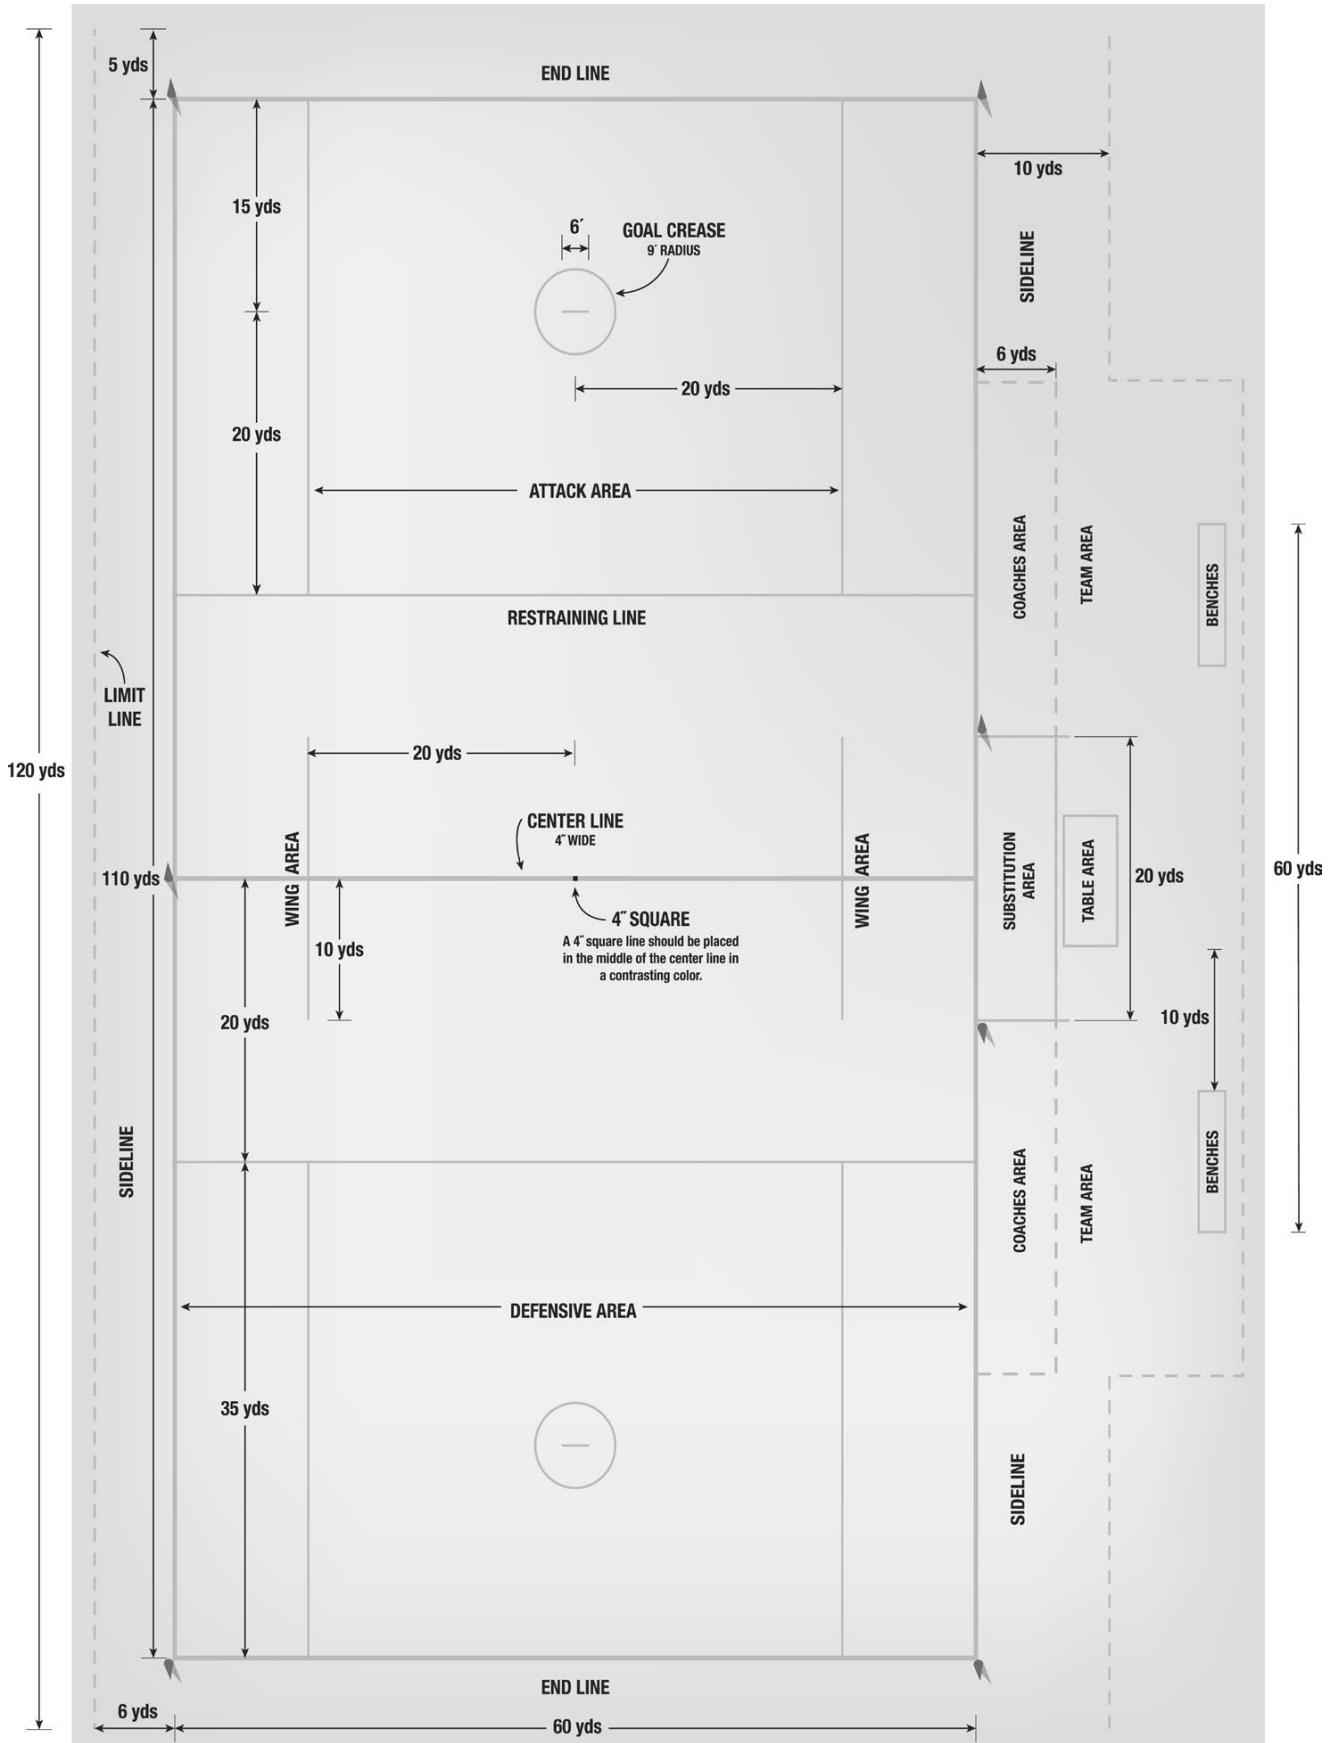 5 yds
END LINE
10 yds
15 yds
6´
GOAL CREASE
9´ RADIUS
SIDELINE
6 yds
20 yds
20 yds
ATTACK AREA
COACHES AREA
TEAM AREA
BENCHES
RESTRAINING LINE
LIMIT
LINE
20 yds
120 yds
CENTER LINE
4˝ WIDE
WING AREA
WING AREA
SUBSTITUTION
AREA
TABLE AREA
20 yds
60 yds
110 yds
4˝ SQUARE
A 4˝ square line should be placed
in the middle of the center line in
a contrasting color.
10 yds
20 yds
10 yds
SIDELINE
COACHES AREA
TEAM AREA
BENCHES
DEFENSIVE AREA
35 yds
SIDELINE
END LINE
6 yds
60 yds